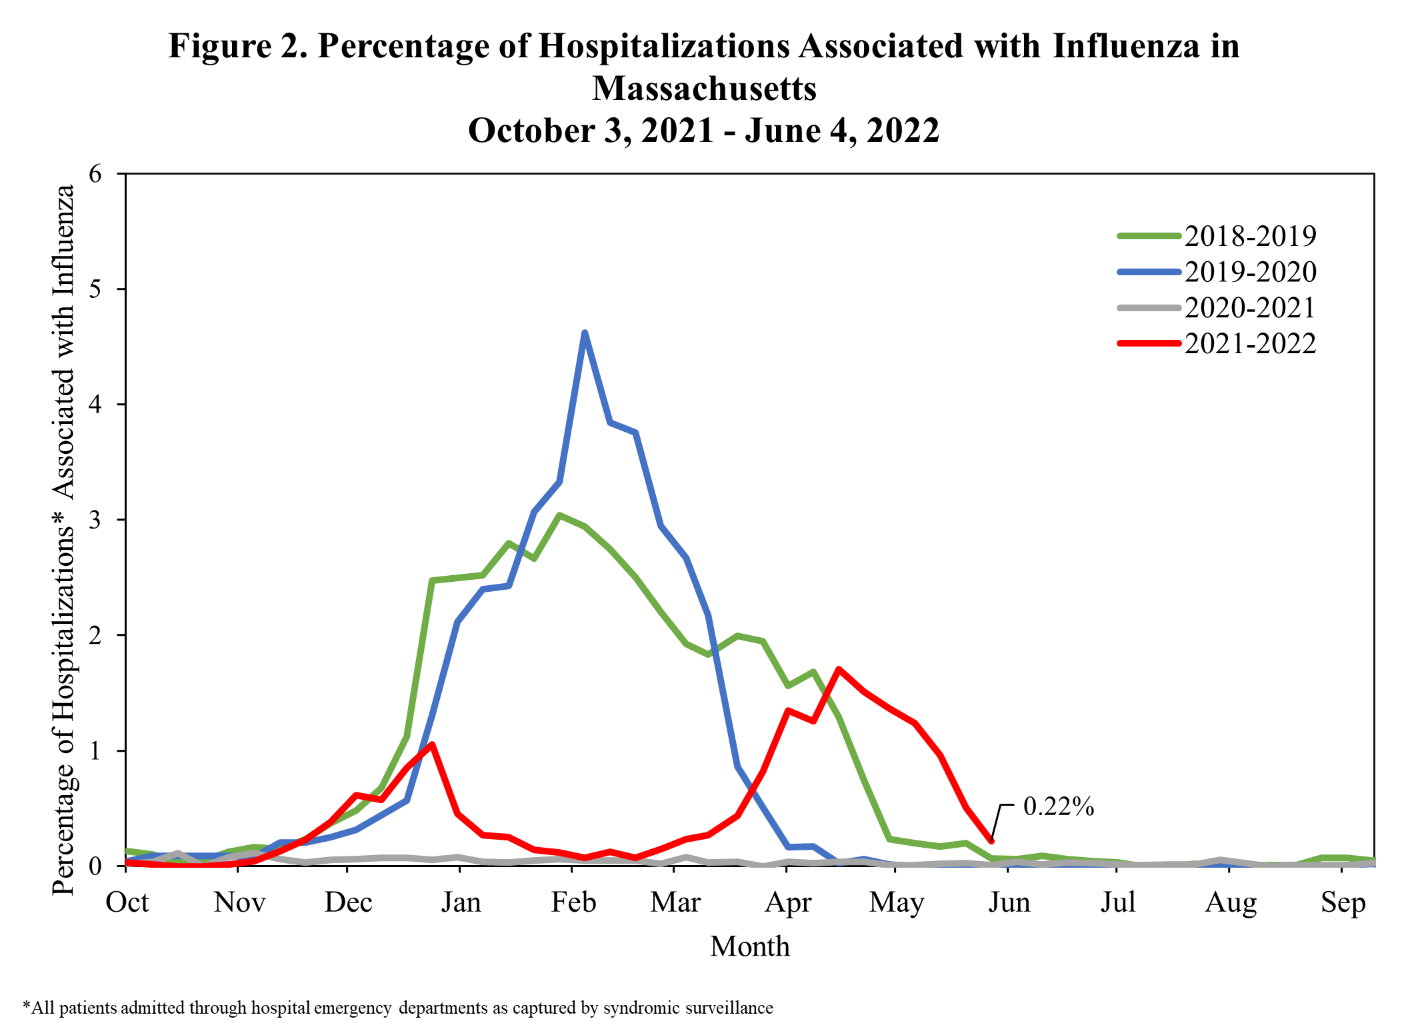 Figure 2. Percentage of Hospitalizations Associated with Influenza in
Massachusetts
October 3, 2021 - June 4, 2022
Percentage of Hospitalizations* Associated with Influenza
6
5
4
3
2
1
0
2018-2019
2019-2020
2020-2021
2021-2022
0.22%
Oct Nov Dec Jan Feb Mar Apr May Jun Jul Aug Sep
Month
*All patients admitted through hospital emergency departments as captured by syndromic surveillance